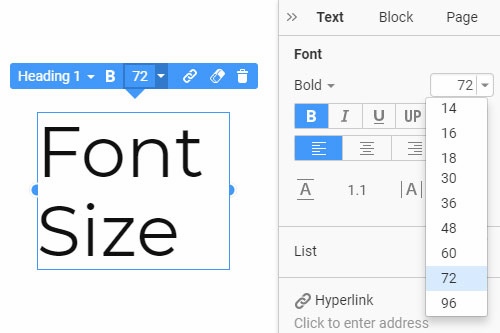 Text Block Page
Font
Heading 1 B 72
Bold 72
B I U UP
Font
Size
14
16
18
30
36
48
60
72
96
A 1.1 A
List
Hyperlink
Click to enter address